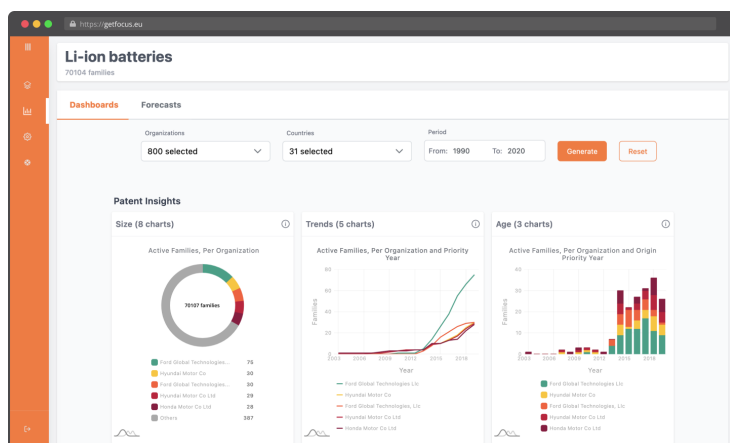 https://getfocus.eu
Li-ion batteries
70104 families
Dashboards Forecasts
Organizations Countries Period
800 selected 31 selected From: 1990 To: 2020 Generate Reset
Patent Insights
Size (8 charts) Trends (5 charts) Age (3 charts)
Active Families, Per Organization
70107 families
Ford Global Technologies... 75
Hyundai Motor Co 30
Ford Global Technologies... 30
Hyundai Motor Co Ltd 29
Honda Motor Co Ltd 28
Others 387
Active Families, Per Organization and Priority
Year
80
60
40
20
0
Families
2003 2006 2009 2012 2015 2018
Year
Ford Global Technologies Llc
Hyundai Motor Co
Ford Global Technologies, Llc
Hyundai Motor Co Ltd
Honda Motor Co Ltd
Active Families, Per Organization and Origin
Priority Year
40
30
20
10
0
Families
2003 2006 2009 2012 2015 2018
Year
Ford Global Technologies Llc
Hyundai Motor Co
Ford Global Technologies, Llc
Hyundai Motor Co Ltd
Honda Motor Co Ltd